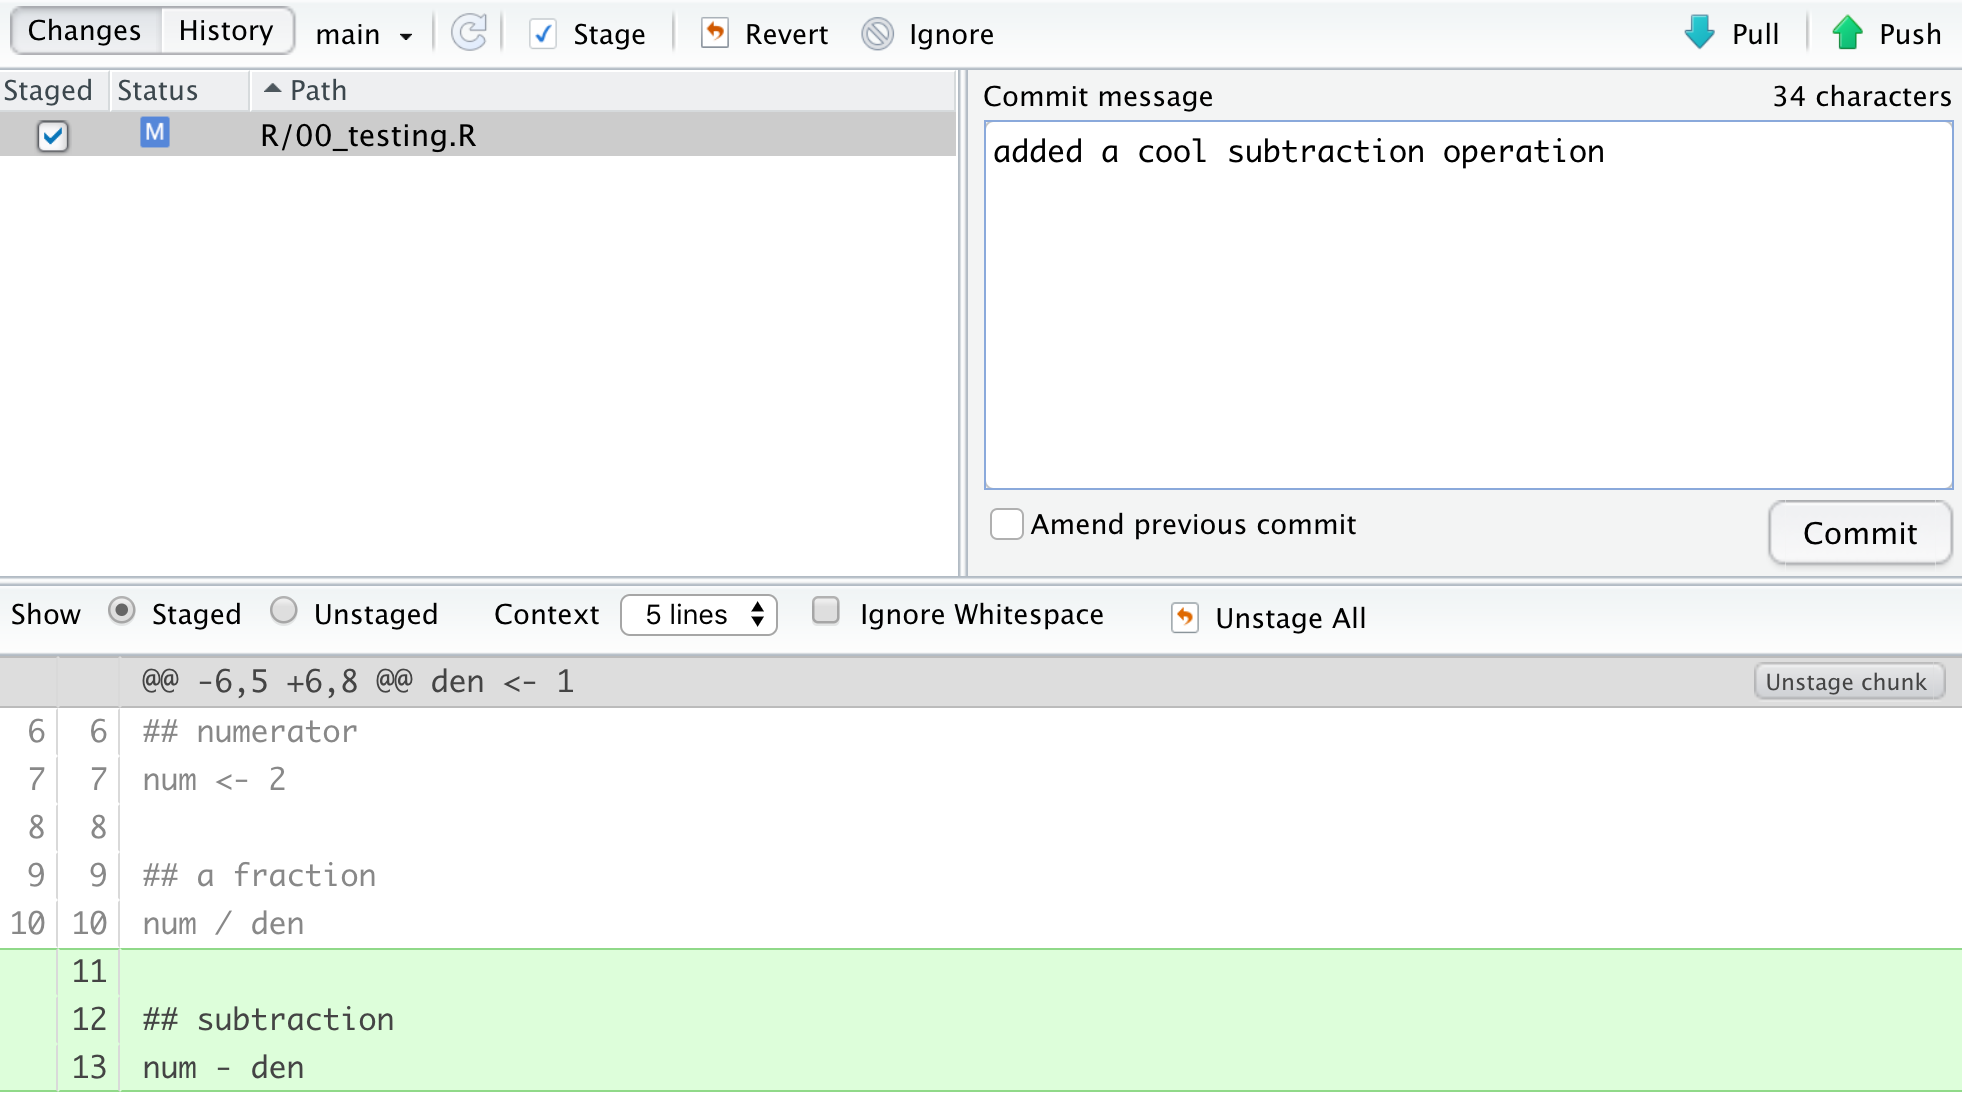 Changes History main Stage Revert Ignore Pull Push
Staged Status Path
M R/00_testing.R
Commit message 34 characters
added a cool subtraction operation
Amend previous commit Commit
Show Staged Unstaged Context 5 lines Ignore Whitespace Unstage All
@@ -6,5 +6,8 @@ den <- 1 Unstage chunk
6 6 ## numerator
7 7 num <- 2
8 8
9 9 ## a fraction
10 10 num / den
11
12 ## subtraction
13 num - den